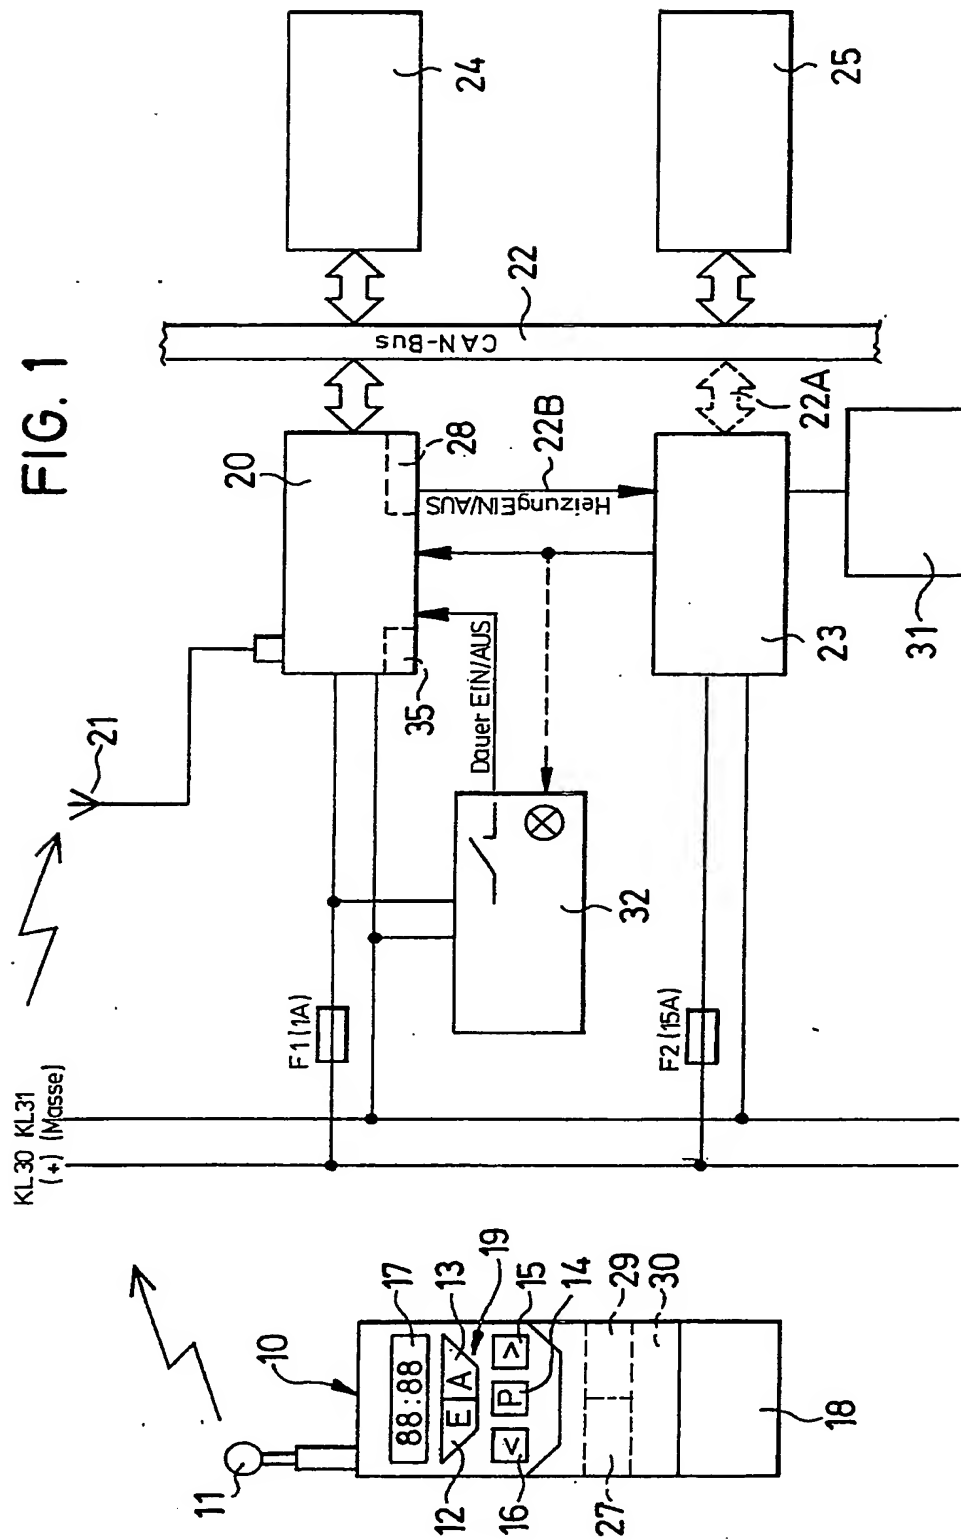 FIG. 1
24
25
22
CAN-Bus
20
28
22B
22A
HeizungEIN/AUS
23
31
35
Dauer EIN/AUS
21
32
F1 (1A)
F2 (15A)
KL30 KL31
(+) (Masse)
10
11
17
88:88
13
12
E A
19
15
14
16
< P >
29
30
27
18